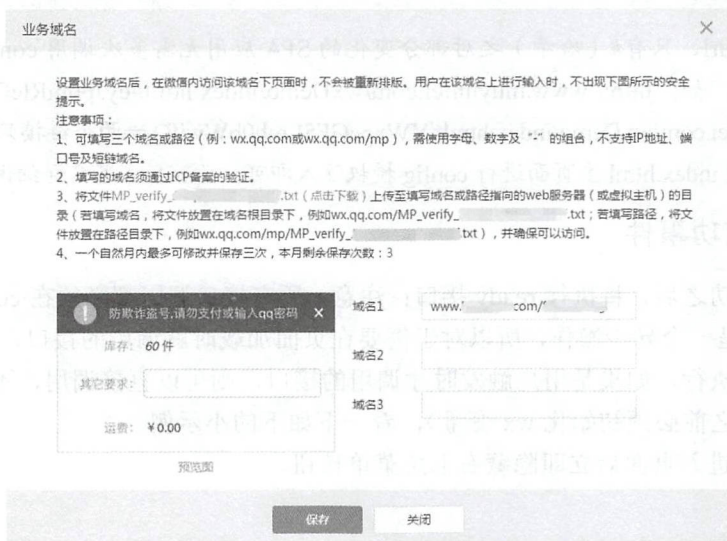 业务域名
设置业务域名后，在微信内访问该域名下页面时，不会被重新排版。用户在该域名上进行输入时，不出现下图所示的安全
提示。
注意事项：
1、可填写三个域名或路径（例：wx.qq.com或wx.qq.com/mp），需使用字母、数字及“-”的组合，不支持IP地址、端
口号及短链域名。
2、填写的域名须通过ICP备案的验证。
3、将文件MP_verify_ .txt（点击下载）上传至填写域名或路径指向的web服务器（或虚拟主机）的目
录（若填写域名，将文件放置在域名根目录下，例如wx.qq.com/MP_verify_ .txt；若填写路径，将文
件放置在路径目录下，例如wx.qq.com/mp/MP_verify_ .txt），并确保可以访问。
4、一个自然月内最多可修改并保存三次，本月剩余保存次数：3
防欺诈盗号,请勿支付或输入qq密码
库存： 60 件
其它要求：
运费： ¥0.00
预览图
域名1 www. com/
域名2
域名3
保存 关闭